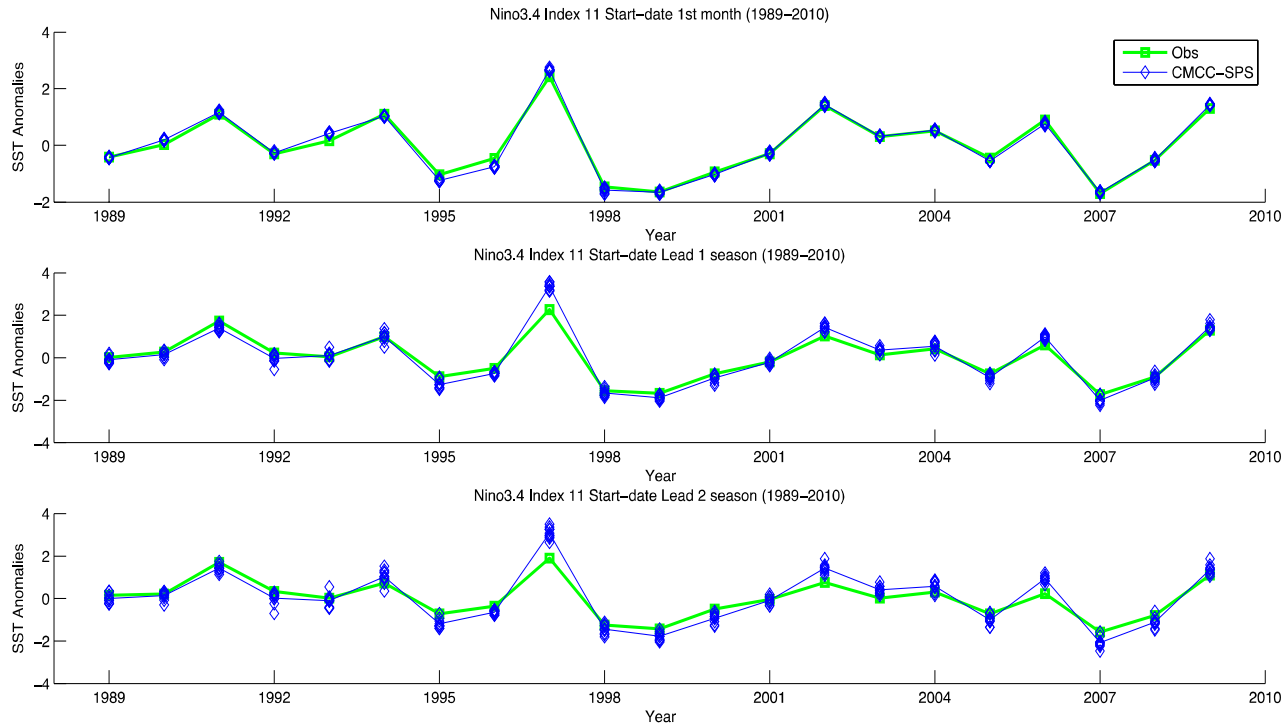 Nino3.4 Index 11 Start−date 1st month (1989−2010)
4
2
0
−2
SST Anomalies
Obs
CMCC−SPS
1989 1992 1995 1998 2001 2004 2007 2010
Year
Nino3.4 Index 11 Start−date Lead 1 season (1989−2010)
4
2
0
−2
−4
SST Anomalies
1989 1992 1995 1998 2001 2004 2007 2010
Year
Nino3.4 Index 11 Start−date Lead 2 season (1989−2010)
4
2
0
−2
−4
SST Anomalies
1989 1992 1995 1998 2001 2004 2007 2010
Year